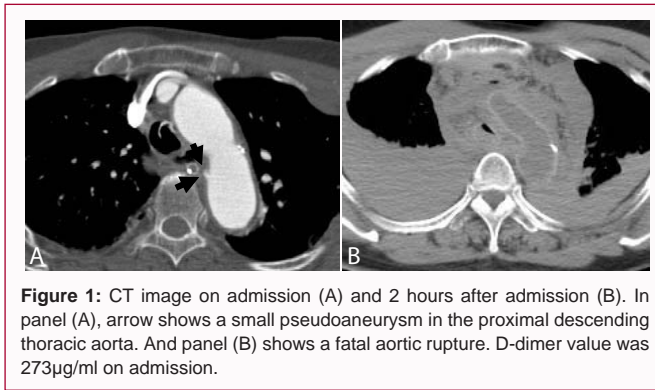 A
B
Figure 1: CT image on admission (A) and 2 hours after admission (B). In
panel (A), arrow shows a small pseudoaneurysm in the proximal descending
thoracic aorta. And panel (B) shows a fatal aortic rupture. D-dimer value was
273µg/ml on admission.